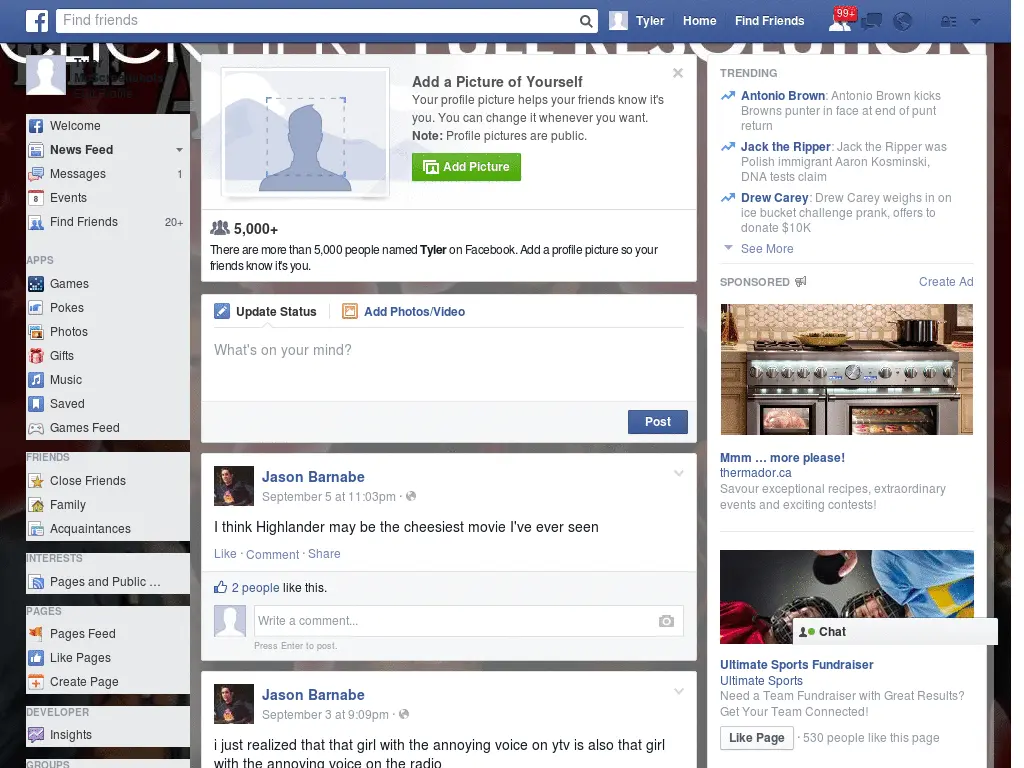 Find friends
Tyler
Home
Find Friends
99+
CLICK HERE FULL RESOLUTION
Welcome
News Feed
Messages 1
Events
Find Friends 20+
APPS
Games
Pokes
Photos
Gifts
Music
Saved
Games Feed
FRIENDS
Close Friends
Family
Acquaintances
INTERESTS
Pages and Public ...
PAGES
Pages Feed
Like Pages
Create Page
DEVELOPER
Insights
GROUPS
Add a Picture of Yourself
Your profile picture helps your friends know it's
you. You can change it whenever you want.
Note: Profile pictures are public.
Add Picture
5,000+
There are more than 5,000 people named Tyler on Facebook. Add a profile picture so your
friends know it's you.
Update Status
Add Photos/Video
What's on your mind?
Post
Jason Barnabe
September 5 at 11:03pm ·
I think Highlander may be the cheesiest movie I've ever seen
Like · Comment · Share
2 people like this.
Write a comment...
Press Enter to post.
Jason Barnabe
September 3 at 9:09pm ·
i just realized that that girl with the annoying voice on ytv is also that girl
with the annoying voice on the radio
TRENDING
Antonio Brown: Antonio Brown kicks
Browns punter in face at end of punt
return
Jack the Ripper: Jack the Ripper was
Polish immigrant Aaron Kosminski,
DNA tests claim
Drew Carey: Drew Carey weighs in on
ice bucket challenge prank, offers to
donate $10K
See More
SPONSORED
Create Ad
Mmm ... more please!
thermador.ca
Savour exceptional recipes, extraordinary
events and exciting contests!
Chat
Ultimate Sports Fundraiser
Ultimate Sports
Need a Team Fundraiser with Great Results?
Get Your Team Connected!
Like Page · 530 people like this page